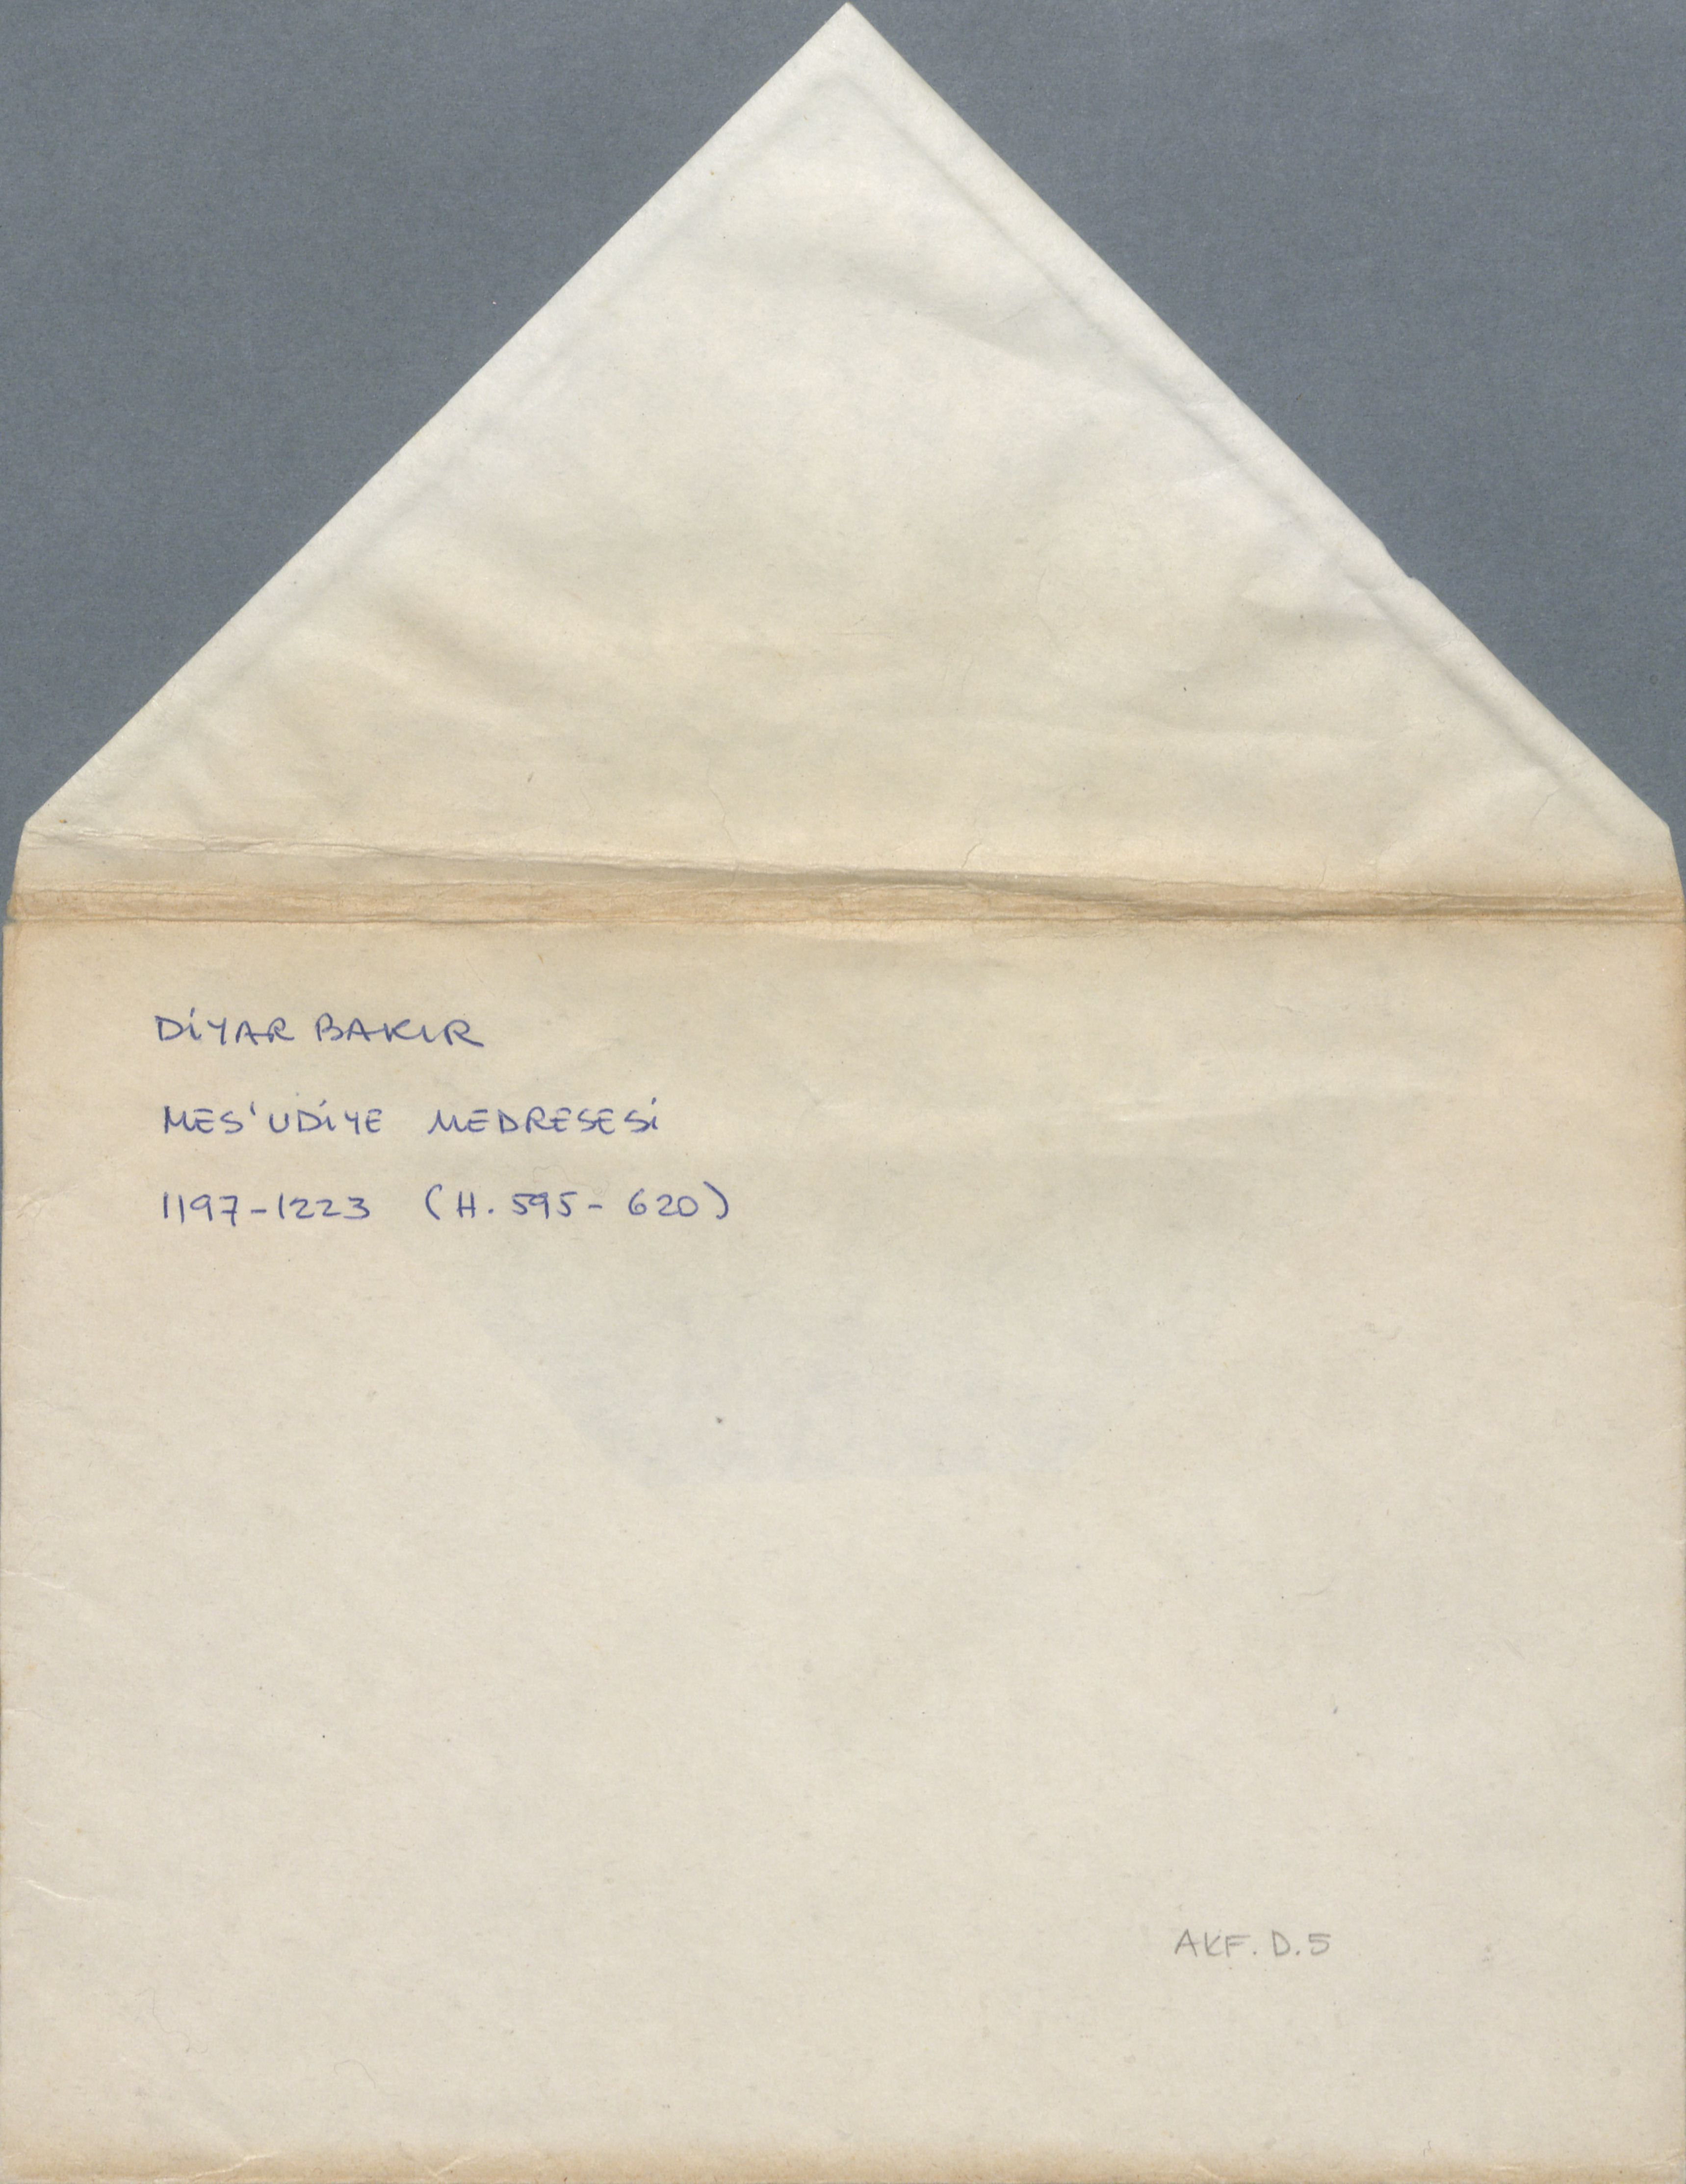 DİYAR BAKIR
MES'UDİYE MEDRESESİ
1197-1223 (H. 595- 620)
AKF. D.5